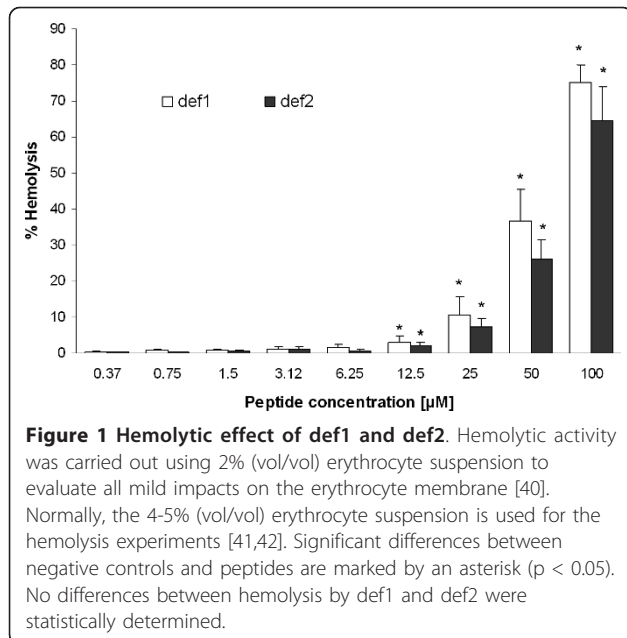 90
80
70
60
50
40
30
20
10
0
% Hemolysis
def1 def2
* *
* *
* *
* *
0.37 0.75 1.5 3.12 6.25 12.5 25 50 100
Peptide concentration [µM]
Figure 1 Hemolytic effect of def1 and def2. Hemolytic activity
was carried out using 2% (vol/vol) erythrocyte suspension to
evaluate all mild impacts on the erythrocyte membrane [40].
Normally, the 4-5% (vol/vol) erythrocyte suspension is used for the
hemolysis experiments [41,42]. Significant differences between
negative controls and peptides are marked by an asterisk (p < 0.05).
No differences between hemolysis by def1 and def2 were
statistically determined.